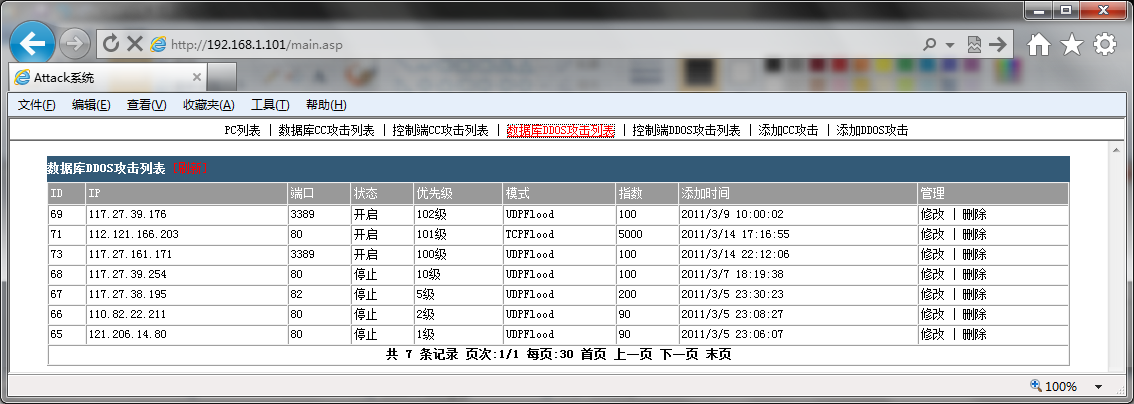 http://192.168.1.101/main.asp
Attack系统
文件(F) 编辑(E) 查看(V) 收藏夹(A) 工具(T) 帮助(H)
PC列表 | 数据库CC攻击列表 | 控制端CC攻击列表 | 数据库DDOS攻击列表 | 控制端DDOS攻击列表 | 添加CC攻击 | 添加DDOS攻击
数据库DDOS攻击列表
ID IP 端口 状态 优先级 模式 指数 添加时间 管理
69 117.27.39.176 3389 开启 102级 UDPFlood 100 2011/3/9 10:00:02 修改 | 删除
71 112.121.166.203 80 开启 101级 TCPFlood 5000 2011/3/14 17:16:55 修改 | 删除
73 117.27.161.171 3389 开启 100级 UDPFlood 100 2011/3/14 22:12:06 修改 | 删除
68 117.27.39.254 80 停止 10级 UDPFlood 100 2011/3/7 18:19:38 修改 | 删除
67 117.27.38.195 82 停止 5级 UDPFlood 200 2011/3/5 23:30:23 修改 | 删除
66 110.82.22.211 80 停止 2级 UDPFlood 90 2011/3/5 23:08:27 修改 | 删除
65 121.206.14.80 80 停止 1级 UDPFlood 90 2011/3/5 23:06:07 修改 | 删除
共 7 条记录 页次:1/1 每页:30 首页 上一页 下一页 末页
100%